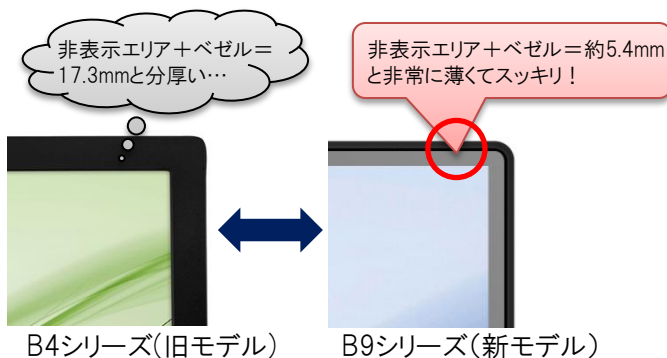 非表示エリア＋ベゼル＝
17.3mmと分厚い…
非表示エリア＋ベゼル＝約5.4mm
と非常に薄くてスッキリ！
B4シリーズ(旧モデル)
B9シリーズ(新モデル)